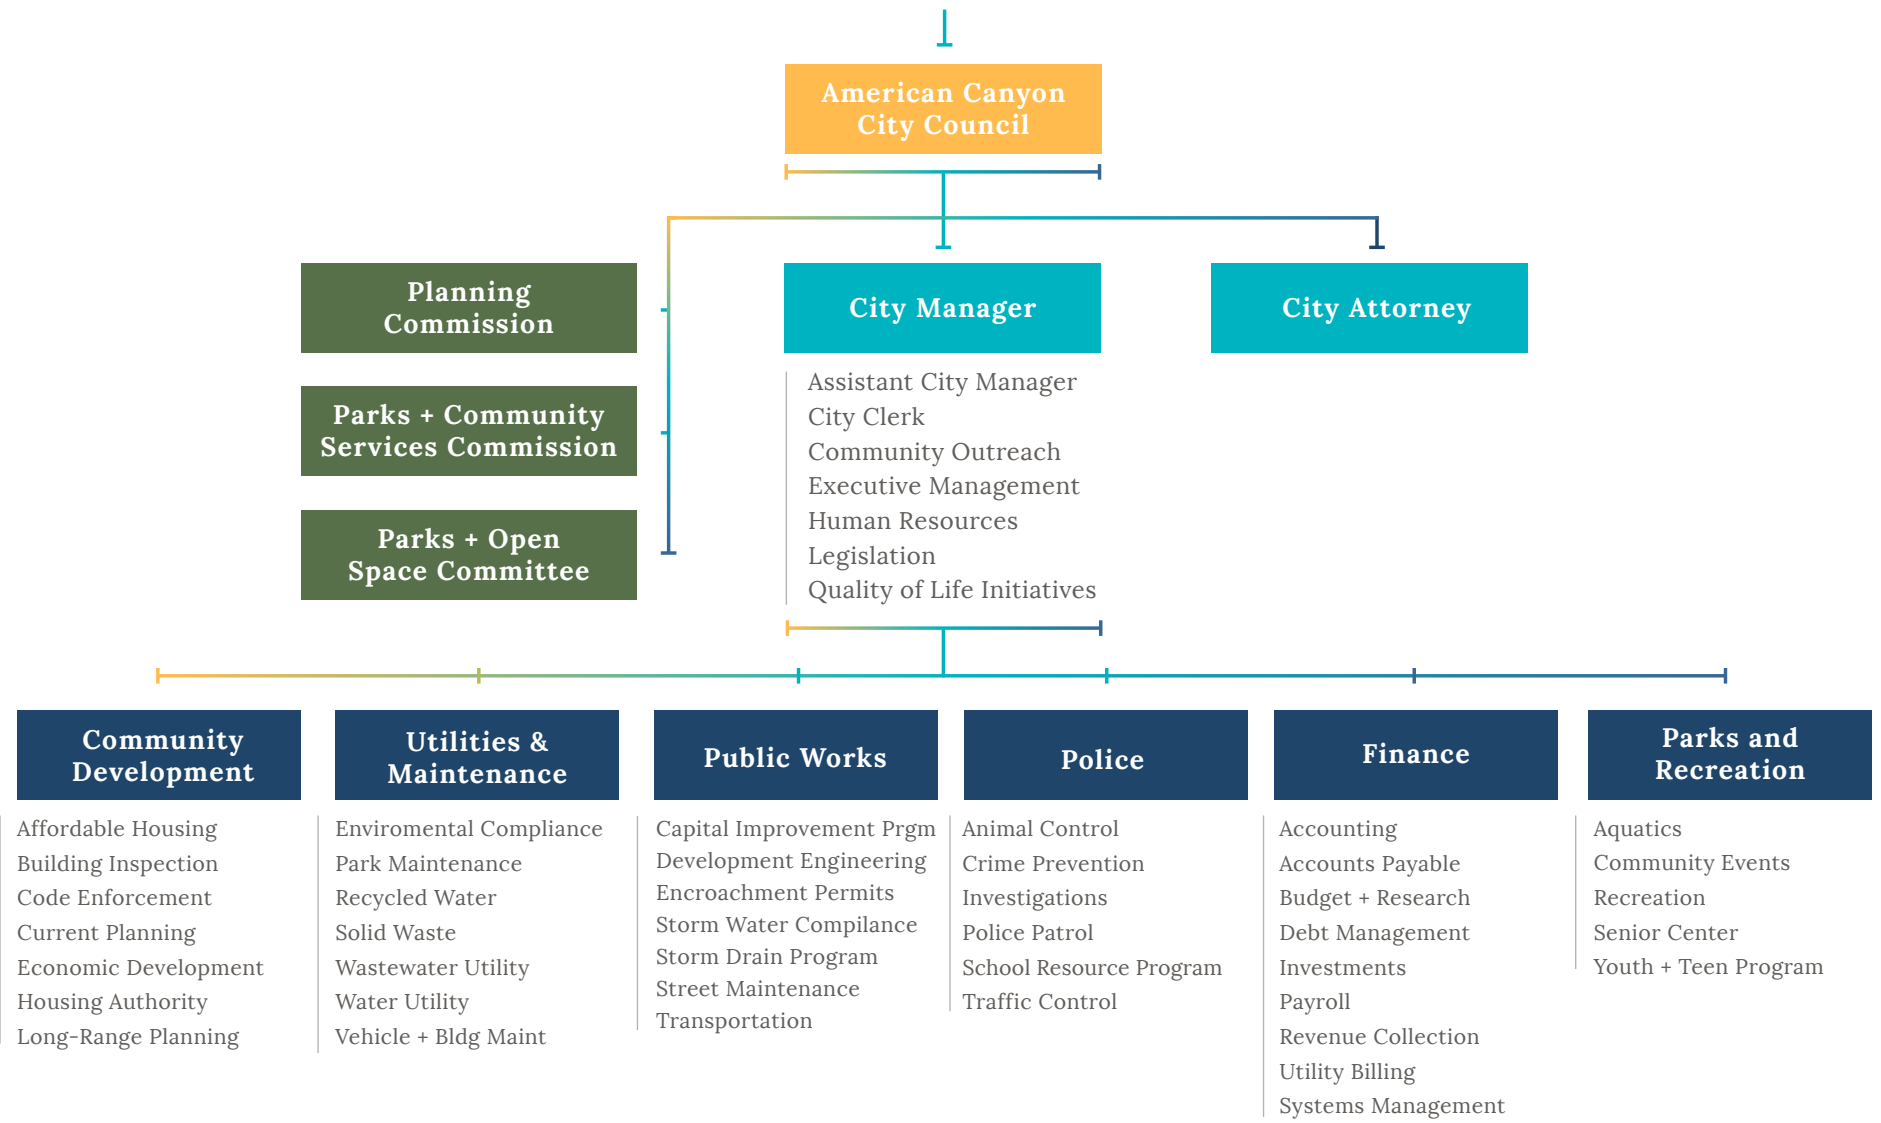 American Canyon
City Council
Planning
Commission
Parks + Community
Services Commission
Parks + Open
Space Committee
City Manager
Assistant City Manager
City Clerk
Community Outreach
Executive Management
Human Resources
Legislation
Quality of Life Initiatives
City Attorney
Community
Development
Affordable Housing
Building Inspection
Code Enforcement
Current Planning
Economic Development
Housing Authority
Long-Range Planning
Utilities &
Maintenance
Enviromental Compliance
Park Maintenance
Recycled Water
Solid Waste
Wastewater Utility
Water Utility
Vehicle + Bldg Maint
Public Works
Capital Improvement Prgm
Development Engineering
Encroachment Permits
Storm Water Compilance
Storm Drain Program
Street Maintenance
Transportation
Police
Animal Control
Crime Prevention
Investigations
Police Patrol
School Resource Program
Traffic Control
Finance
Accounting
Accounts Payable
Budget + Research
Debt Management
Investments
Payroll
Revenue Collection
Utility Billing
Systems Management
Parks and
Recreation
Aquatics
Community Events
Recreation
Senior Center
Youth + Teen Program